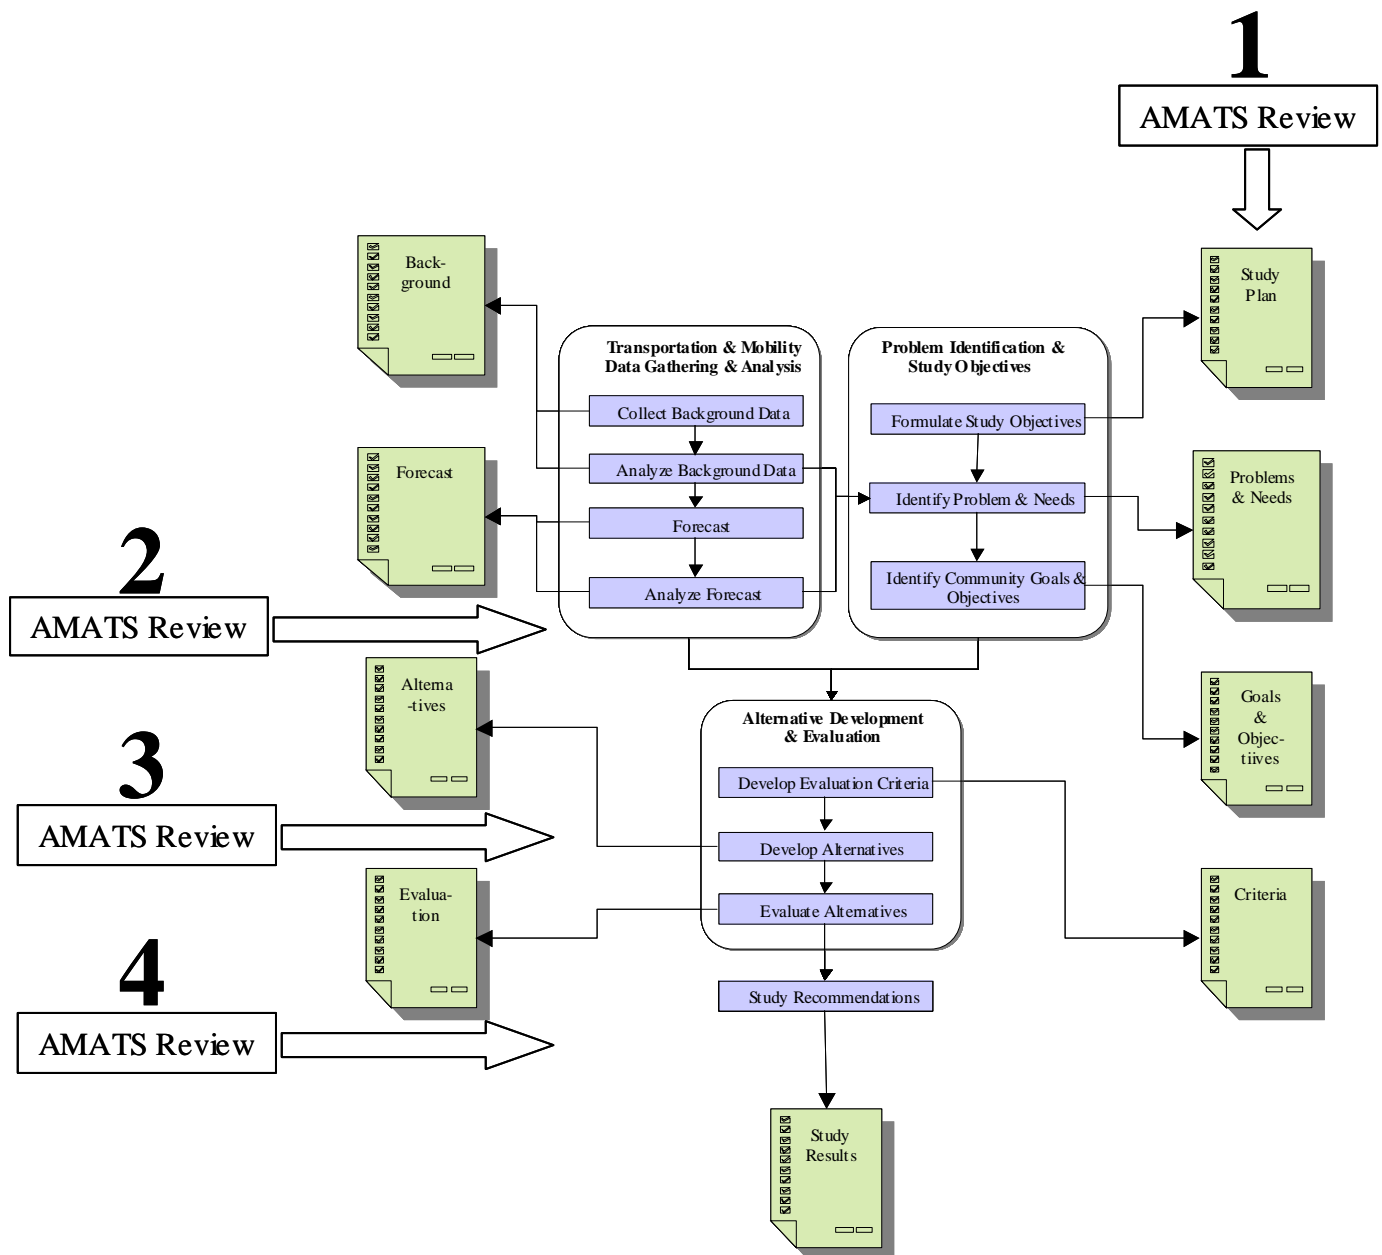 1
AMATS Review
Back-
ground
Study
Plan
Transportation & Mobility
Data Gathering & Analysis
Problem Identification &
Study Objectives
Collect Background Data
Formulate Study Objectives
Forecast
Analyze Background Data
Problems
& Needs
Identify Problem & Needs
Forecast
2
AMATS Review
Identify Community Goals &
Objectives
Analyze Forecast
Alterna
-tives
Goals
&
Objec-
tiives
Alternative Development
& Evaluation
3
AMATS Review
Develop Evaluation Criteria
Develop Alternatives
Evalua-
tion
Criteria
Evaluate Alternatives
4
AMATS Review
Study Recommendations
Study
Results